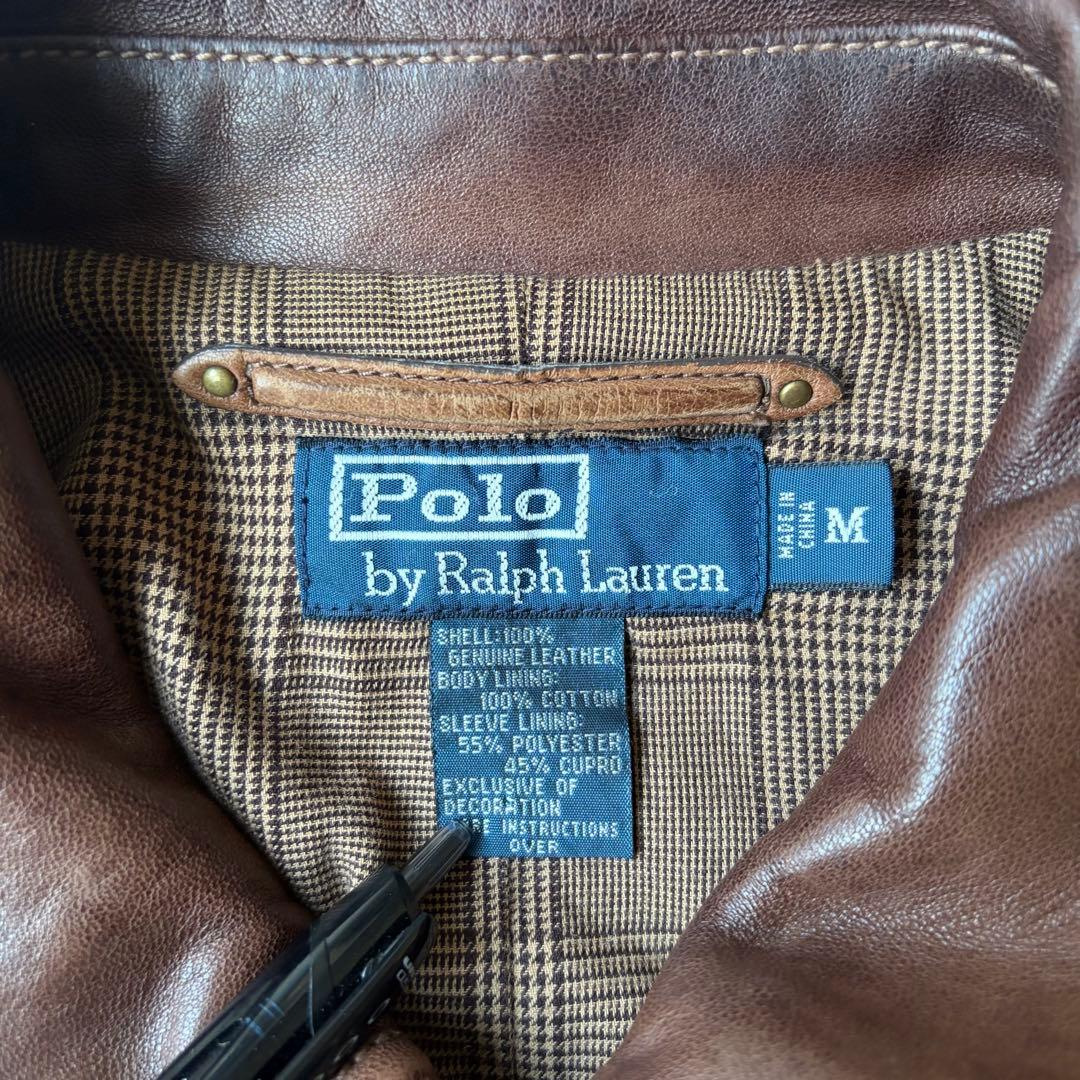 Polo
by Ralph Lauren
MADE IN
CHINA
M
SHELL:100%
GENUINE LEATHER
BODY LINING:
100% COTTON
SLEEVE LINING:
55% POLYESTER
45% CUPRO
EXCLUSIVE OF
DECORATION
INSTRUCTIONS
OVER